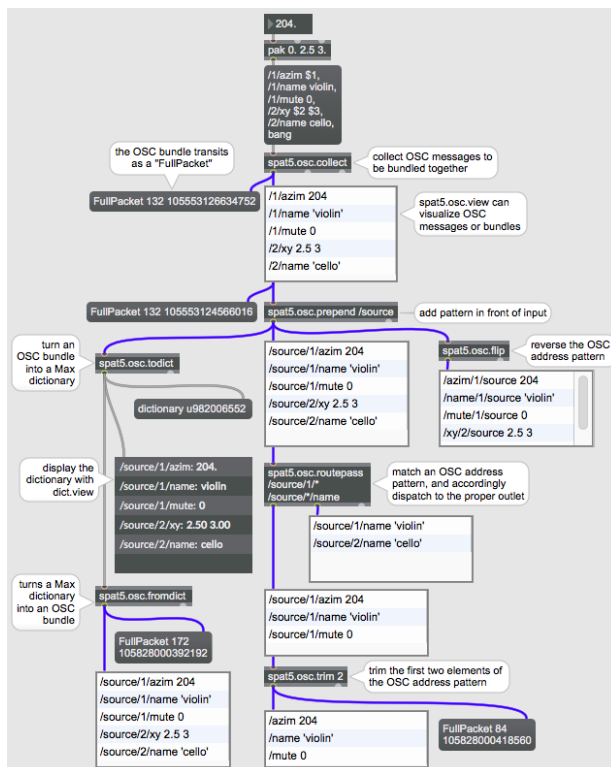 204.
pak 0. 2.5 3.
/1/azim $1,
/1/name violin,
/1/mute 0,
/2/xy $2 $3,
/2/name cello,
bang
the OSC bundle transits
as a "FullPacket"
spat5.osc.collect
collect OSC messages to
be bundled together
FullPacket 132 105553126634752
/1/azim 204
/1/name 'violin'
/1/mute 0
/2/xy 2.5 3
/2/name 'cello'
spat5.osc.view can
visualize OSC
messages or bundles
FullPacket 132 105553124566016
spat5.osc.prepend /source
add pattern in front of input
turn an
OSC bundle
into a Max
dictionary
spat5.osc.todict
dictionary u982006552
/source/1/azim 204
/source/1/name 'violin'
/source/1/mute 0
/source/2/xy 2.5 3
/source/2/name 'cello'
spat5.osc.flip
reverse the OSC
address pattern
/azim/1/source 204
/name/1/source 'violin'
/mute/1/source 0
/xy/2/source 2.5 3
display the
dictionary with
dict.view
/source/1/azim: 204.
/source/1/name: violin
/source/1/mute: 0
/source/2/xy: 2.50 3.00
/source/2/name: cello
spat5.osc.routepass
/source/1/*
/source/*/name
match an OSC address
pattern, and accordingly
dispatch to the proper outlet
/source/1/name 'violin'
/source/2/name 'cello'
turns a Max
dictionary
into an OSC
bundle
spat5.osc.fromdict
FullPacket 172
105828000392192
/source/1/azim 204
/source/1/name 'violin'
/source/1/mute 0
/source/1/azim 204
/source/1/name 'violin'
/source/1/mute 0
/source/2/xy 2.5 3
/source/2/name 'cello'
spat5.osc.trim 2
trim the first two elements of
the OSC address pattern
/azim 204
/name 'violin'
/mute 0
FullPacket 84
105828000418560